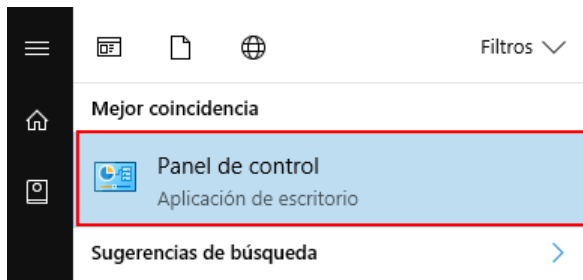 Filtros
Mejor coincidencia
Panel de control
Aplicación de escritorio
Sugerencias de búsqueda